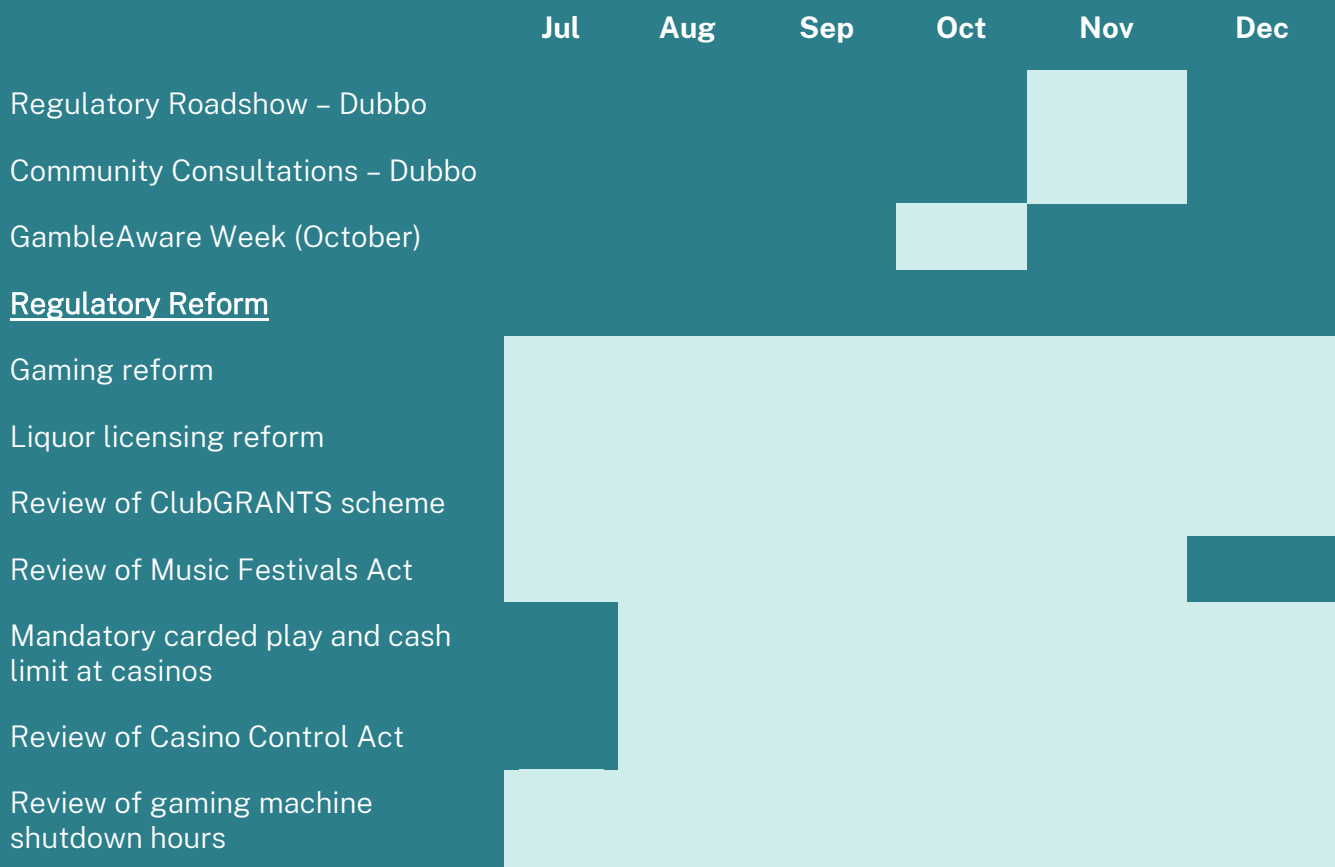 Jul Aug Sep Oct Nov Dec
Regulatory Roadshow – Dubbo
Community Consultations – Dubbo
GambleAware Week (October)
Regulatory Reform
Gaming reform
Liquor licensing reform
Review of ClubGRANTS scheme
Review of Music Festivals Act
Mandatory carded play and cash
limit at casinos
Review of Casino Control Act
Review of gaming machine
shutdown hours